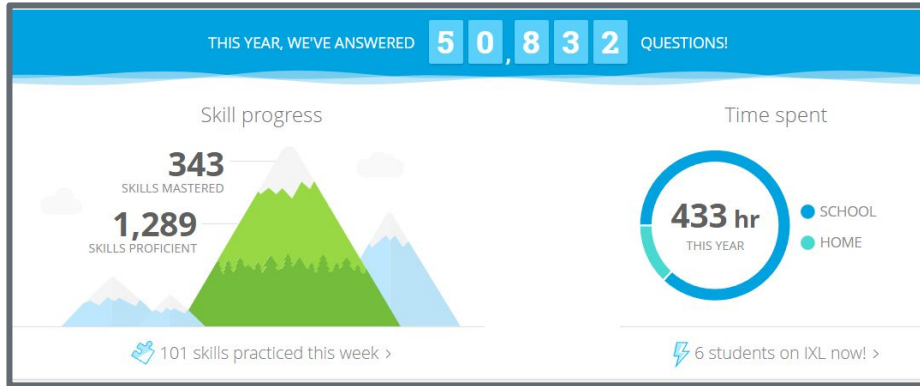 THIS YEAR, WE'VE ANSWERED 50,832 QUESTIONS!
Skill progress
343
SKILLS MASTERED
1,289
SKILLS PROFICIENT
101 skills practiced this week >
Time spent
433 hr
THIS YEAR
SCHOOL
HOME
6 students on IXL now! >